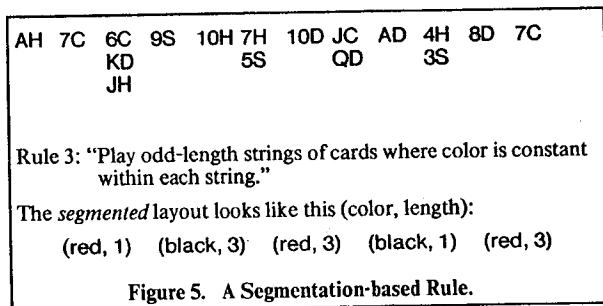 AH 7C 6C 9S 10H 7H 10D JC AD 4H 8D 7C
KD 5S QD 3S
JH
Rule 3: “Play odd-length strings of cards where color is constant
within each string.”
The segmented layout looks like this (color, length):
(red, 1) (black, 3) (red, 3) (black, 1) (red, 3)
Figure 5. A Segmentation-based Rule.